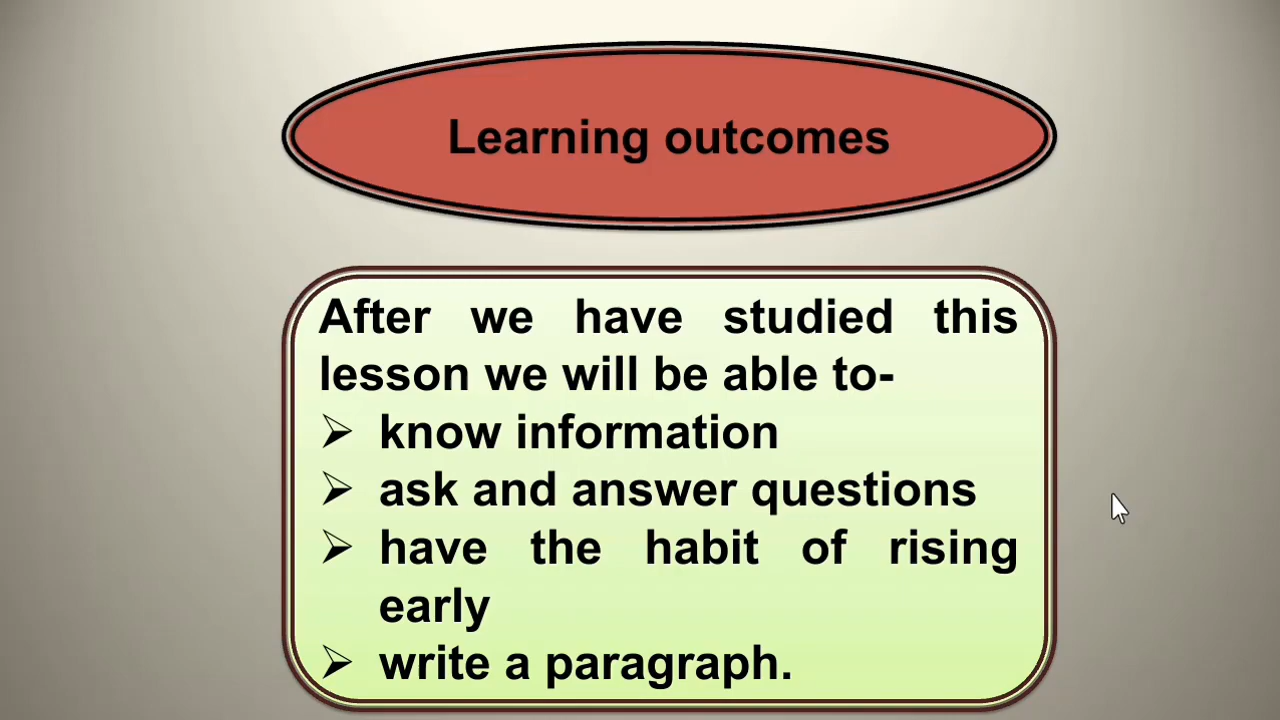 Learning outcomes
After we have studied this
lesson we will be able to-
➢ know information
➢ ask and answer questions
➢ have the habit of rising
early
➢ write a paragraph.